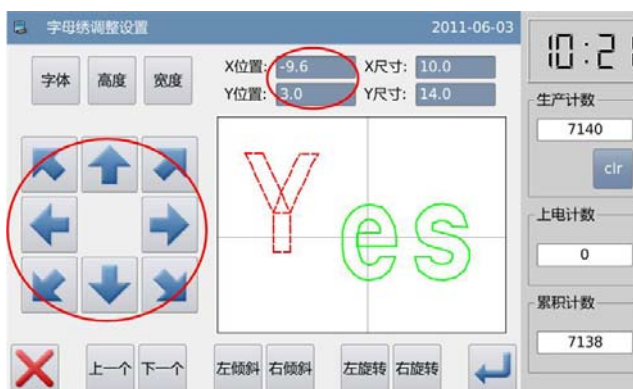 字母绣调整设置 2011-06-03
字体 高度 宽度
X位置: -9.6 X尺寸: 10.0
Y位置: 3.0 Y尺寸: 14.0
Yes
上一个 下一个 左倾斜 右倾斜 左旋转 右旋转
10:2
生产计数
7140
clr
上电计数
0
累积计数
7138